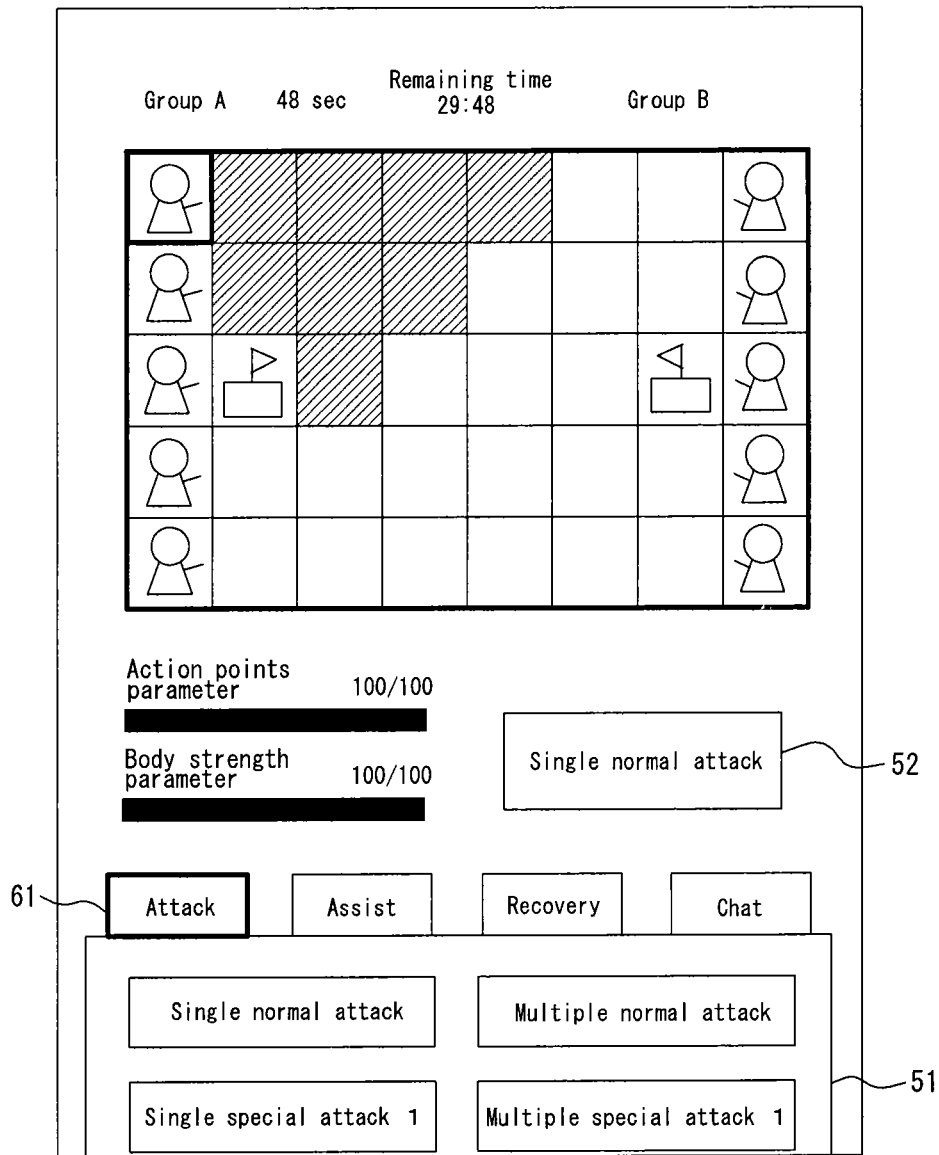 Remaining time
Group A 48 sec 29:48 Group B
Action points
parameter 100/100
Body strength
parameter 100/100
Single normal attack 52
61 Attack Assist Recovery Chat
Single normal attack Multiple normal attack
51
Single special attack 1 Multiple special attack 1